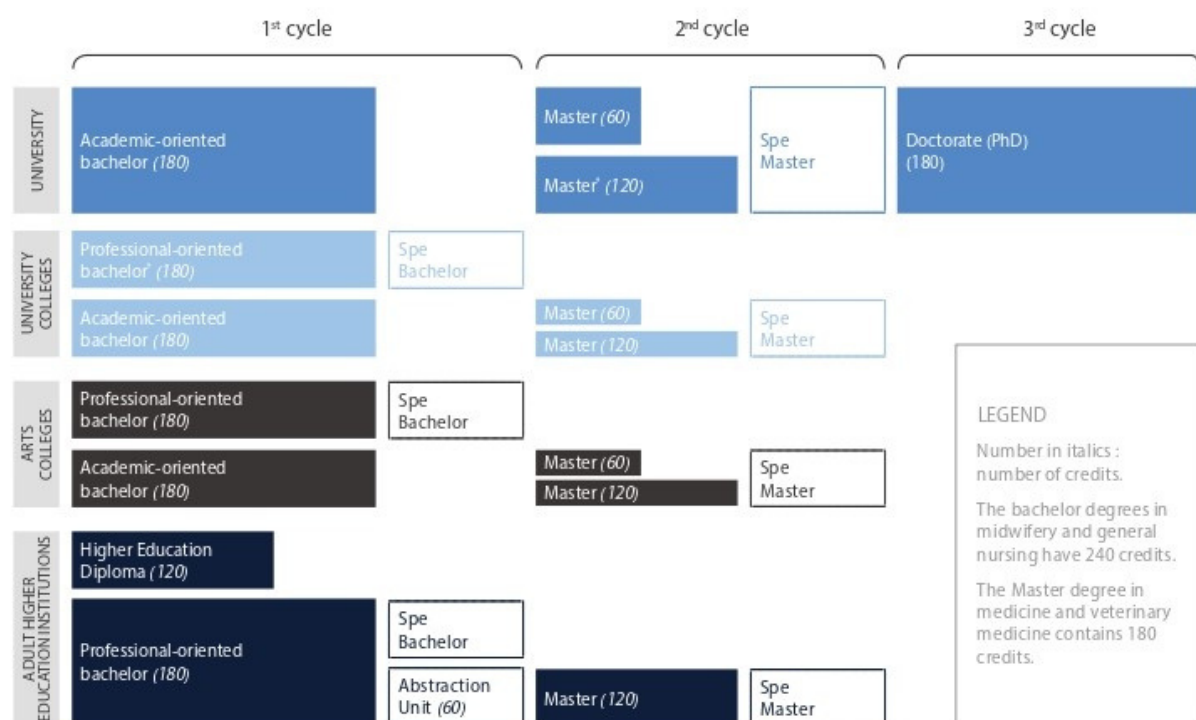 1st cycle
2nd cycle
3rd cycle
UNIVERSITY
Academic-oriented
bachelor (180)
Master (60)
Master* (120)
Spe
Master
Doctorate (PhD)
(180)
UNIVERSITY
COLLEGES
Professional-oriented
bachelor* (180)
Spe
Bachelor
Academic-oriented
bachelor (180)
Master (60)
Master (120)
Spe
Master
ARTS
COLLEGES
Professional-oriented
bachelor (180)
Spe
Bachelor
Academic-oriented
bachelor (180)
Master (60)
Master (120)
Spe
Master
ADULT HIGHER
EDUCATION INSTITUTIONS
Higher Education
Diploma (120)
Professional-oriented
bachelor (180)
Spe
Bachelor
Abstraction
Unit (60)
Master (120)
Spe
Master
LEGEND
Number in italics :
number of credits.
The bachelor degrees in
midwifery and general
nursing have 240 credits.
The Master degree in
medicine and veterinary
medicine contains 180
credits.